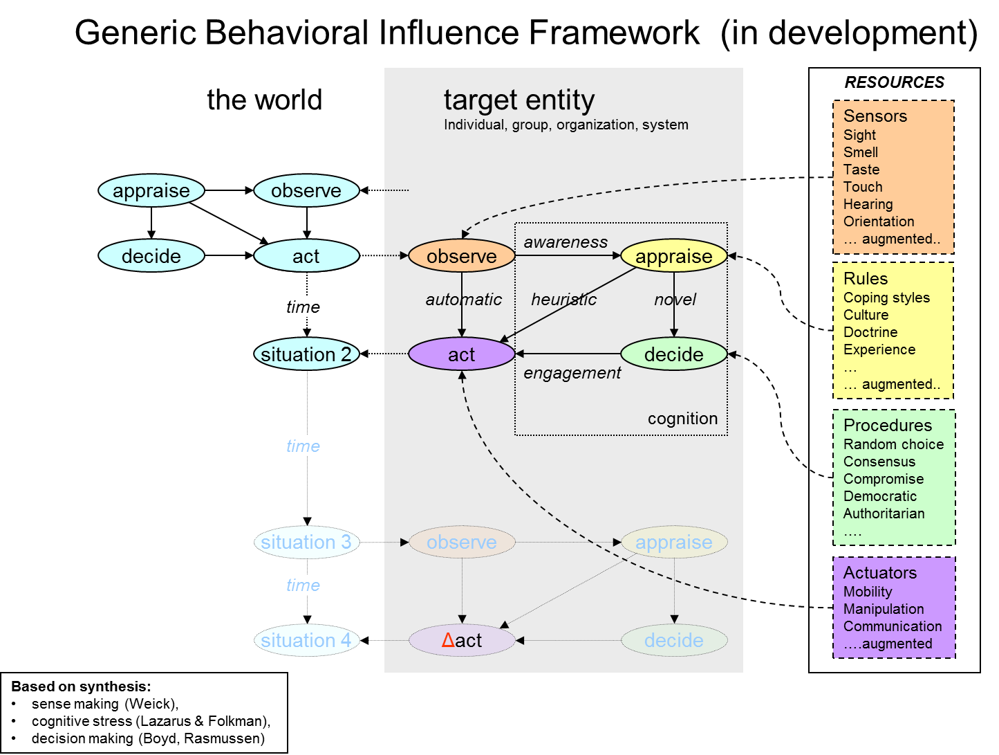 Generic Behavioral Influence Framework (in development)
the world
target entity
Individual, group, organization, system
appraise
observe
decide
act
time
situation 2
observe
awareness
appraise
automatic
heuristic
novel
act
engagement
decide
cognition
time
situation 3
observe
appraise
time
situation 4
Δact
decide
RESOURCES
Sensors
Sight
Smell
Taste
Touch
Hearing
Orientation
… augmented..
Rules
Coping styles
Culture
Doctrine
Experience
…
… augmented..
Procedures
Random choice
Consensus
Compromise
Democratic
Authoritarian
….
Actuators
Mobility
Manipulation
Communication
….augmented
Based on synthesis:
• sense making (Weick),
• cognitive stress (Lazarus & Folkman),
• decision making (Boyd, Rasmussen)